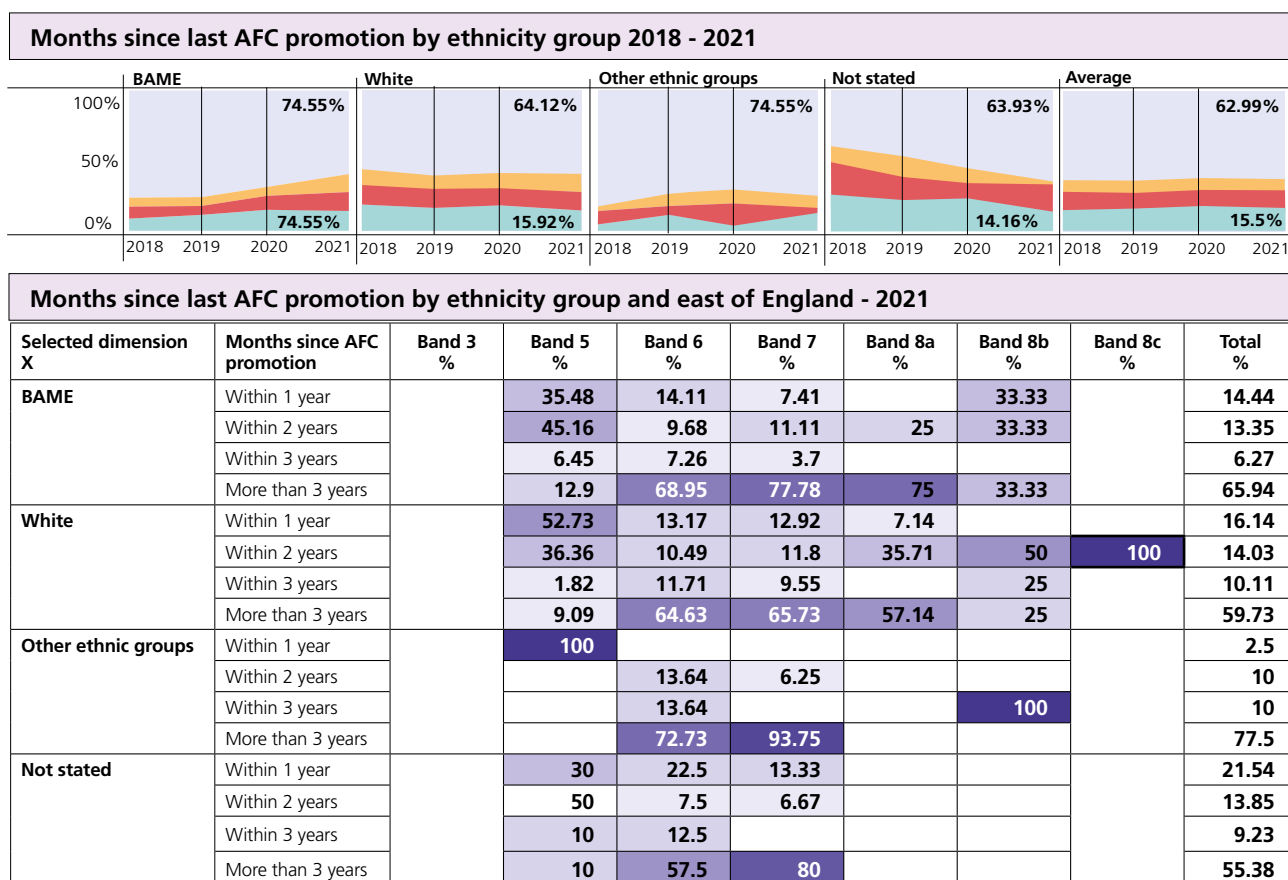 Months since last AFC promotion by ethnicity group 2018 - 2021
BAME White Other ethnic groups Not stated Average
100% 74.55% 64.12% 74.55% 63.93% 62.99%
50%
0% 74.55% 15.92% 14.16% 15.5%
2018 2019 2020 2021 2018 2019 2020 2021 2018 2019 2020 2021 2018 2019 2020 2021 2018 2019 2020 2021
Months since last AFC promotion by ethnicity group and east of England - 2021
Selected dimension Months since AFC Band 3 Band 5 Band 6 Band 7 Band 8a Band 8b Band 8c Total
X promotion % % % % % % % %
BAME Within 1 year 35.48 14.11 7.41 33.33 14.44
Within 2 years 45.16 9.68 11.11 25 33.33 13.35
Within 3 years 6.45 7.26 3.7 6.27
More than 3 years 12.9 68.95 77.78 75 33.33 65.94
White Within 1 year 52.73 13.17 12.92 7.14 16.14
Within 2 years 36.36 10.49 11.8 35.71 50 100 14.03
Within 3 years 1.82 11.71 9.55 25 10.11
More than 3 years 9.09 64.63 65.73 57.14 25 59.73
Other ethnic groups Within 1 year 100 2.5
Within 2 years 13.64 6.25 10
Within 3 years 13.64 100 10
More than 3 years 72.73 93.75 77.5
Not stated Within 1 year 30 22.5 13.33 21.54
Within 2 years 50 7.5 6.67 13.85
Within 3 years 10 12.5 9.23
More than 3 years 10 57.5 80 55.38